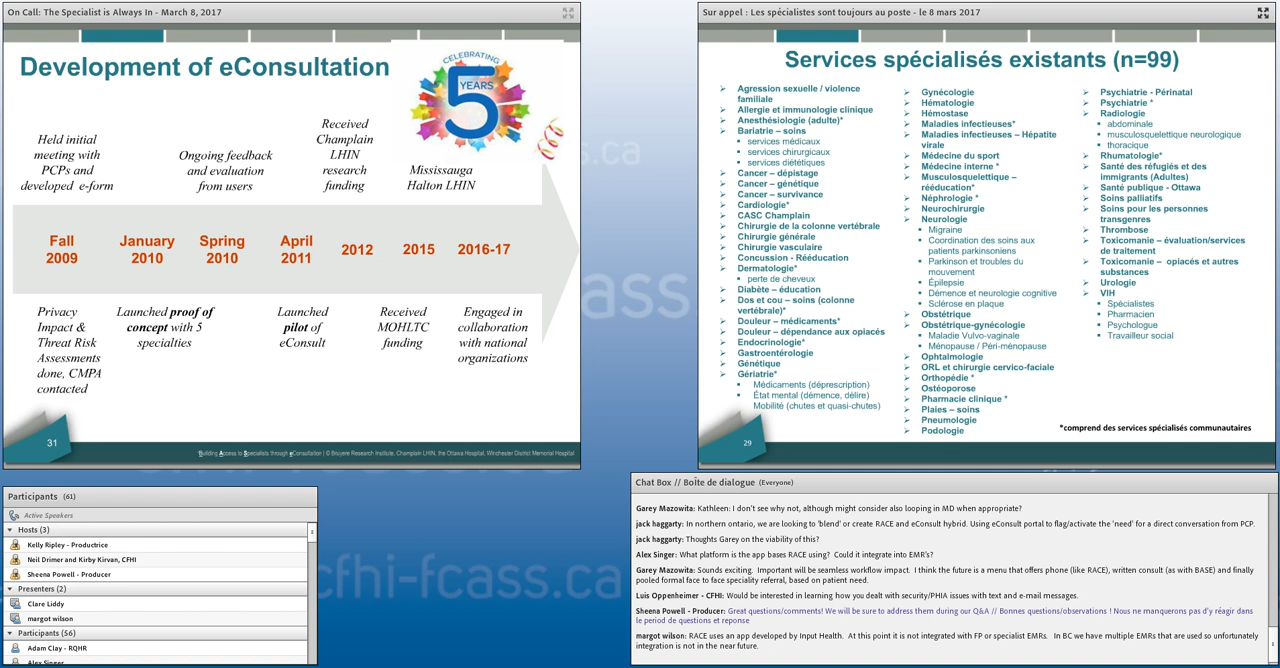 On Call: The Specialist is Always In - March 8, 2017
Development of eConsultation
CELEBRATING
5
YEARS
Held initial
meeting with
PCPs and
developed e-form
Ongoing feedback
and evaluation
from users
Received
Champlain
LHIN
research
funding
Mississauga
Halton LHIN
Fall
2009
January
2010
Spring
2010
April
2011
2012
2015
2016-17
Privacy
Impact &
Threat Risk
Assessments
done, CMPA
contacted
Launched proof of
concept with 5
specialties
Launched
pilot of
eConsult
Received
MOHLTC
funding
Engaged in
collaboration
with national
organizations
31
Building Access to Specialists through eConsultation | © Bruyere Research Institute, Champlain LHIN, the Ottawa Hospital, Winchester District Memorial Hospital
Sur appel : Les spécialistes sont toujours au poste - le 8 mars 2017
Services spécialisés existants (n=99)
Agression sexuelle / violence
familiale
Allergie et immunologie clinique
Anesthésiologie (adulte)*
Bariatrie – soins
services médicaux
services chirurgicaux
services diététiques
Cancer – dépistage
Cancer – génétique
Cancer – survivance
Cardiologie*
CASC Champlain
Chirurgie de la colonne vertébrale
Chirurgie générale
Chirurgie vasculaire
Concussion - Rééducation
Dermatologie*
perte de cheveux
Diabète – éducation
Dos et cou – soins (colonne
vertébrale)*
Douleur – médicaments*
Douleur – dépendance aux opiacés
Endocrinologie*
Gastroentérologie
Génétique
Gériatrie*
Médicaments (déprescription)
État mental (démence, délire)
Mobilité (chutes et quasi-chutes)
Gynécologie
Hématologie
Hémostase
Maladies infectieuses*
Maladies infectieuses – Hépatite
virale
Médecine du sport
Médecine interne *
Musculosquelettique –
rééducation*
Néphrologie *
Neurochirurgie
Neurologie
Migraine
Coordination des soins aux
patients parkinsoniens
Parkinson et troubles du
mouvement
Épilepsie
Démence et neurologie cognitive
Sclérose en plaque
Obstétrique
Obstétrique-gynécologie
Maladie Vulvo-vaginale
Ménopause / Péri-ménopause
Ophtalmologie
ORL et chirurgie cervico-faciale
Orthopédie *
Ostéoporose
Pharmacie clinique *
Plaies – soins
Pneumologie
Podologie
Psychiatrie - Périnatal
Psychiatrie *
Radiologie
abdominale
musculosquelettique neurologique
thoracique
Rhumatologie*
Santé des réfugiés et des
immigrants (Adultes)
Santé publique - Ottawa
Soins palliatifs
Soins pour les personnes
transgenres
Thrombose
Toxicomanie – évaluation/services
de traitement
Toxicomanie – opiacés et autres
substances
Urologie
VIH
Spécialistes
Pharmacien
Psychologue
Travailleur social
*comprend des services spécialisés communautaires
29
s.ca
cass.
cfhi-fcass.ca
Participants (61)
Active Speakers
Hosts (3)
Kelly Ripley - Productrice
Neil Drimer and Kirby Kirvan, CFHI
Sheena Powell - Producer
Presenters (2)
Clare Liddy
margot wilson
Participants (56)
Adam Clay - RQHR
Alex Singer
Chat Box // Boîte de dialogue (Everyone)
Garey Mazowita: Kathleen: I don't see why not, although might consider also looping in MD when appropriate?
jack haggarty: In northern ontario, we are looking to 'blend' or create RACE and eConsult hybrid. Using eConsult portal to flag/activate the 'need' for a direct conversation from PCP.
jack haggarty: Thoughts Garey on the viability of this?
Alex Singer: What platform is the app bases RACE using? Could it integrate into EMR's?
Garey Mazowita: Sounds exciting. Important will be seamless workflow impact. I think the future is a menu that offers phone (like RACE), written consult (as with BASE) and finally
pooled formal face to face speciality referral, based on patient need.
Luis Oppenheimer - CFHI: Would be interested in learning how you dealt with security/PHIA issues with text and e-mail messages.
Sheena Powell - Producer: Great questions/comments! We will be sure to address them during our Q&A // Bonnes questions/observations ! Nous ne manquerons pas d'y réagir dans
le period de questions et reponse
margot wilson: RACE uses an app developed by Input Health. At this point it is not integrated with FP or specialist EMRs. In BC we have multiple EMRs that are used so unfortunately
integration is not in the near future.